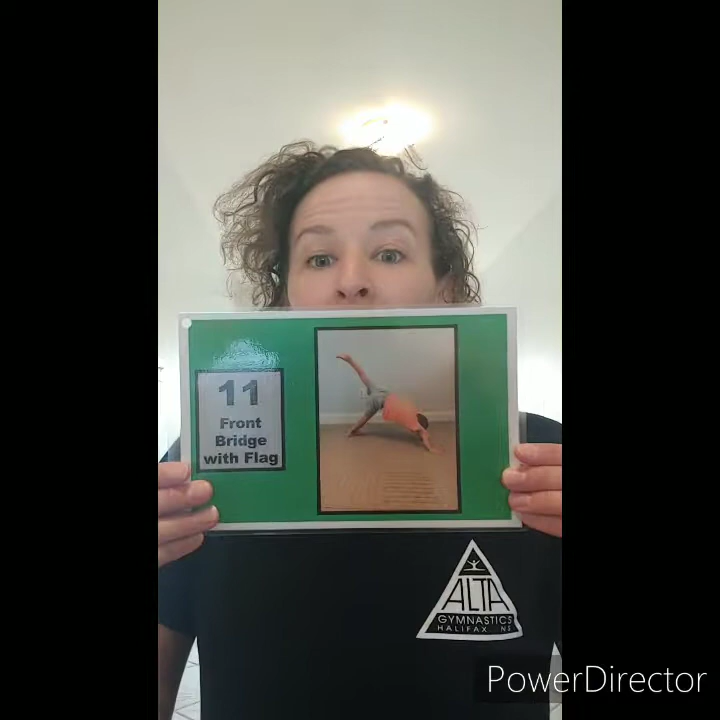 11
Front
Bridge
with Flag
ALTA
GYMNASTICS
HALIFAX NS
PowerDirector